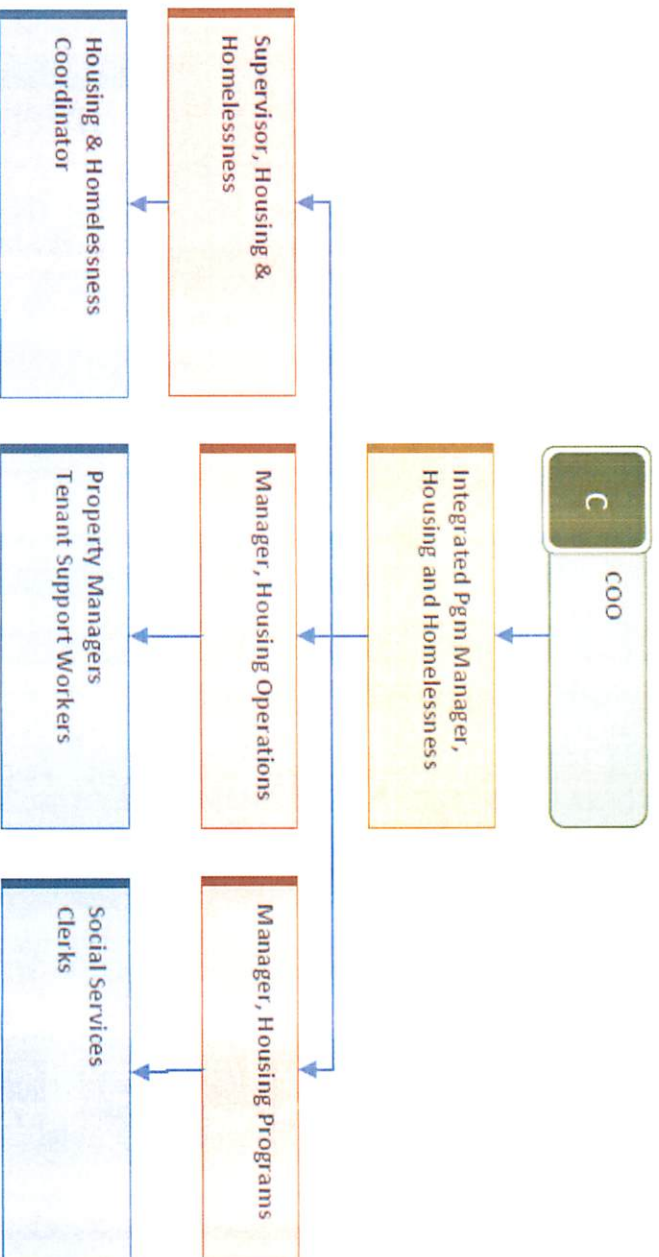 C
COO
Integrated Pgm Manager,
Housing and Homelessness
Supervisor, Housing &
Homelessness
Manager, Housing Operations
Manager, Housing Programs
Housing & Homelessness
Coordinator
Property Managers
Tenant Support Workers
Social Services
Clerks